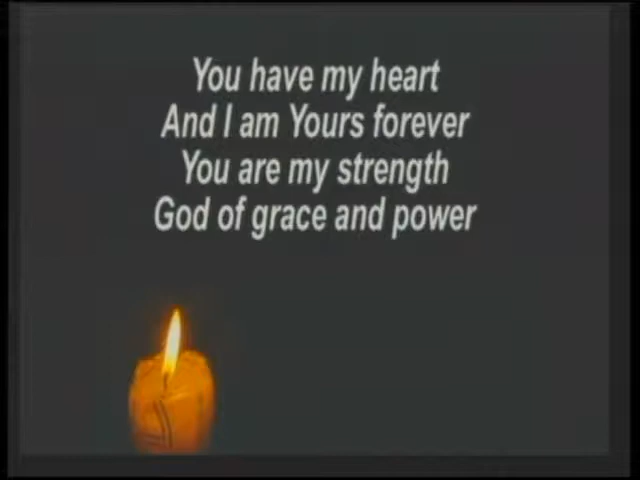 You have my heart
And I am Yours forever
You are my strength
God of grace and power